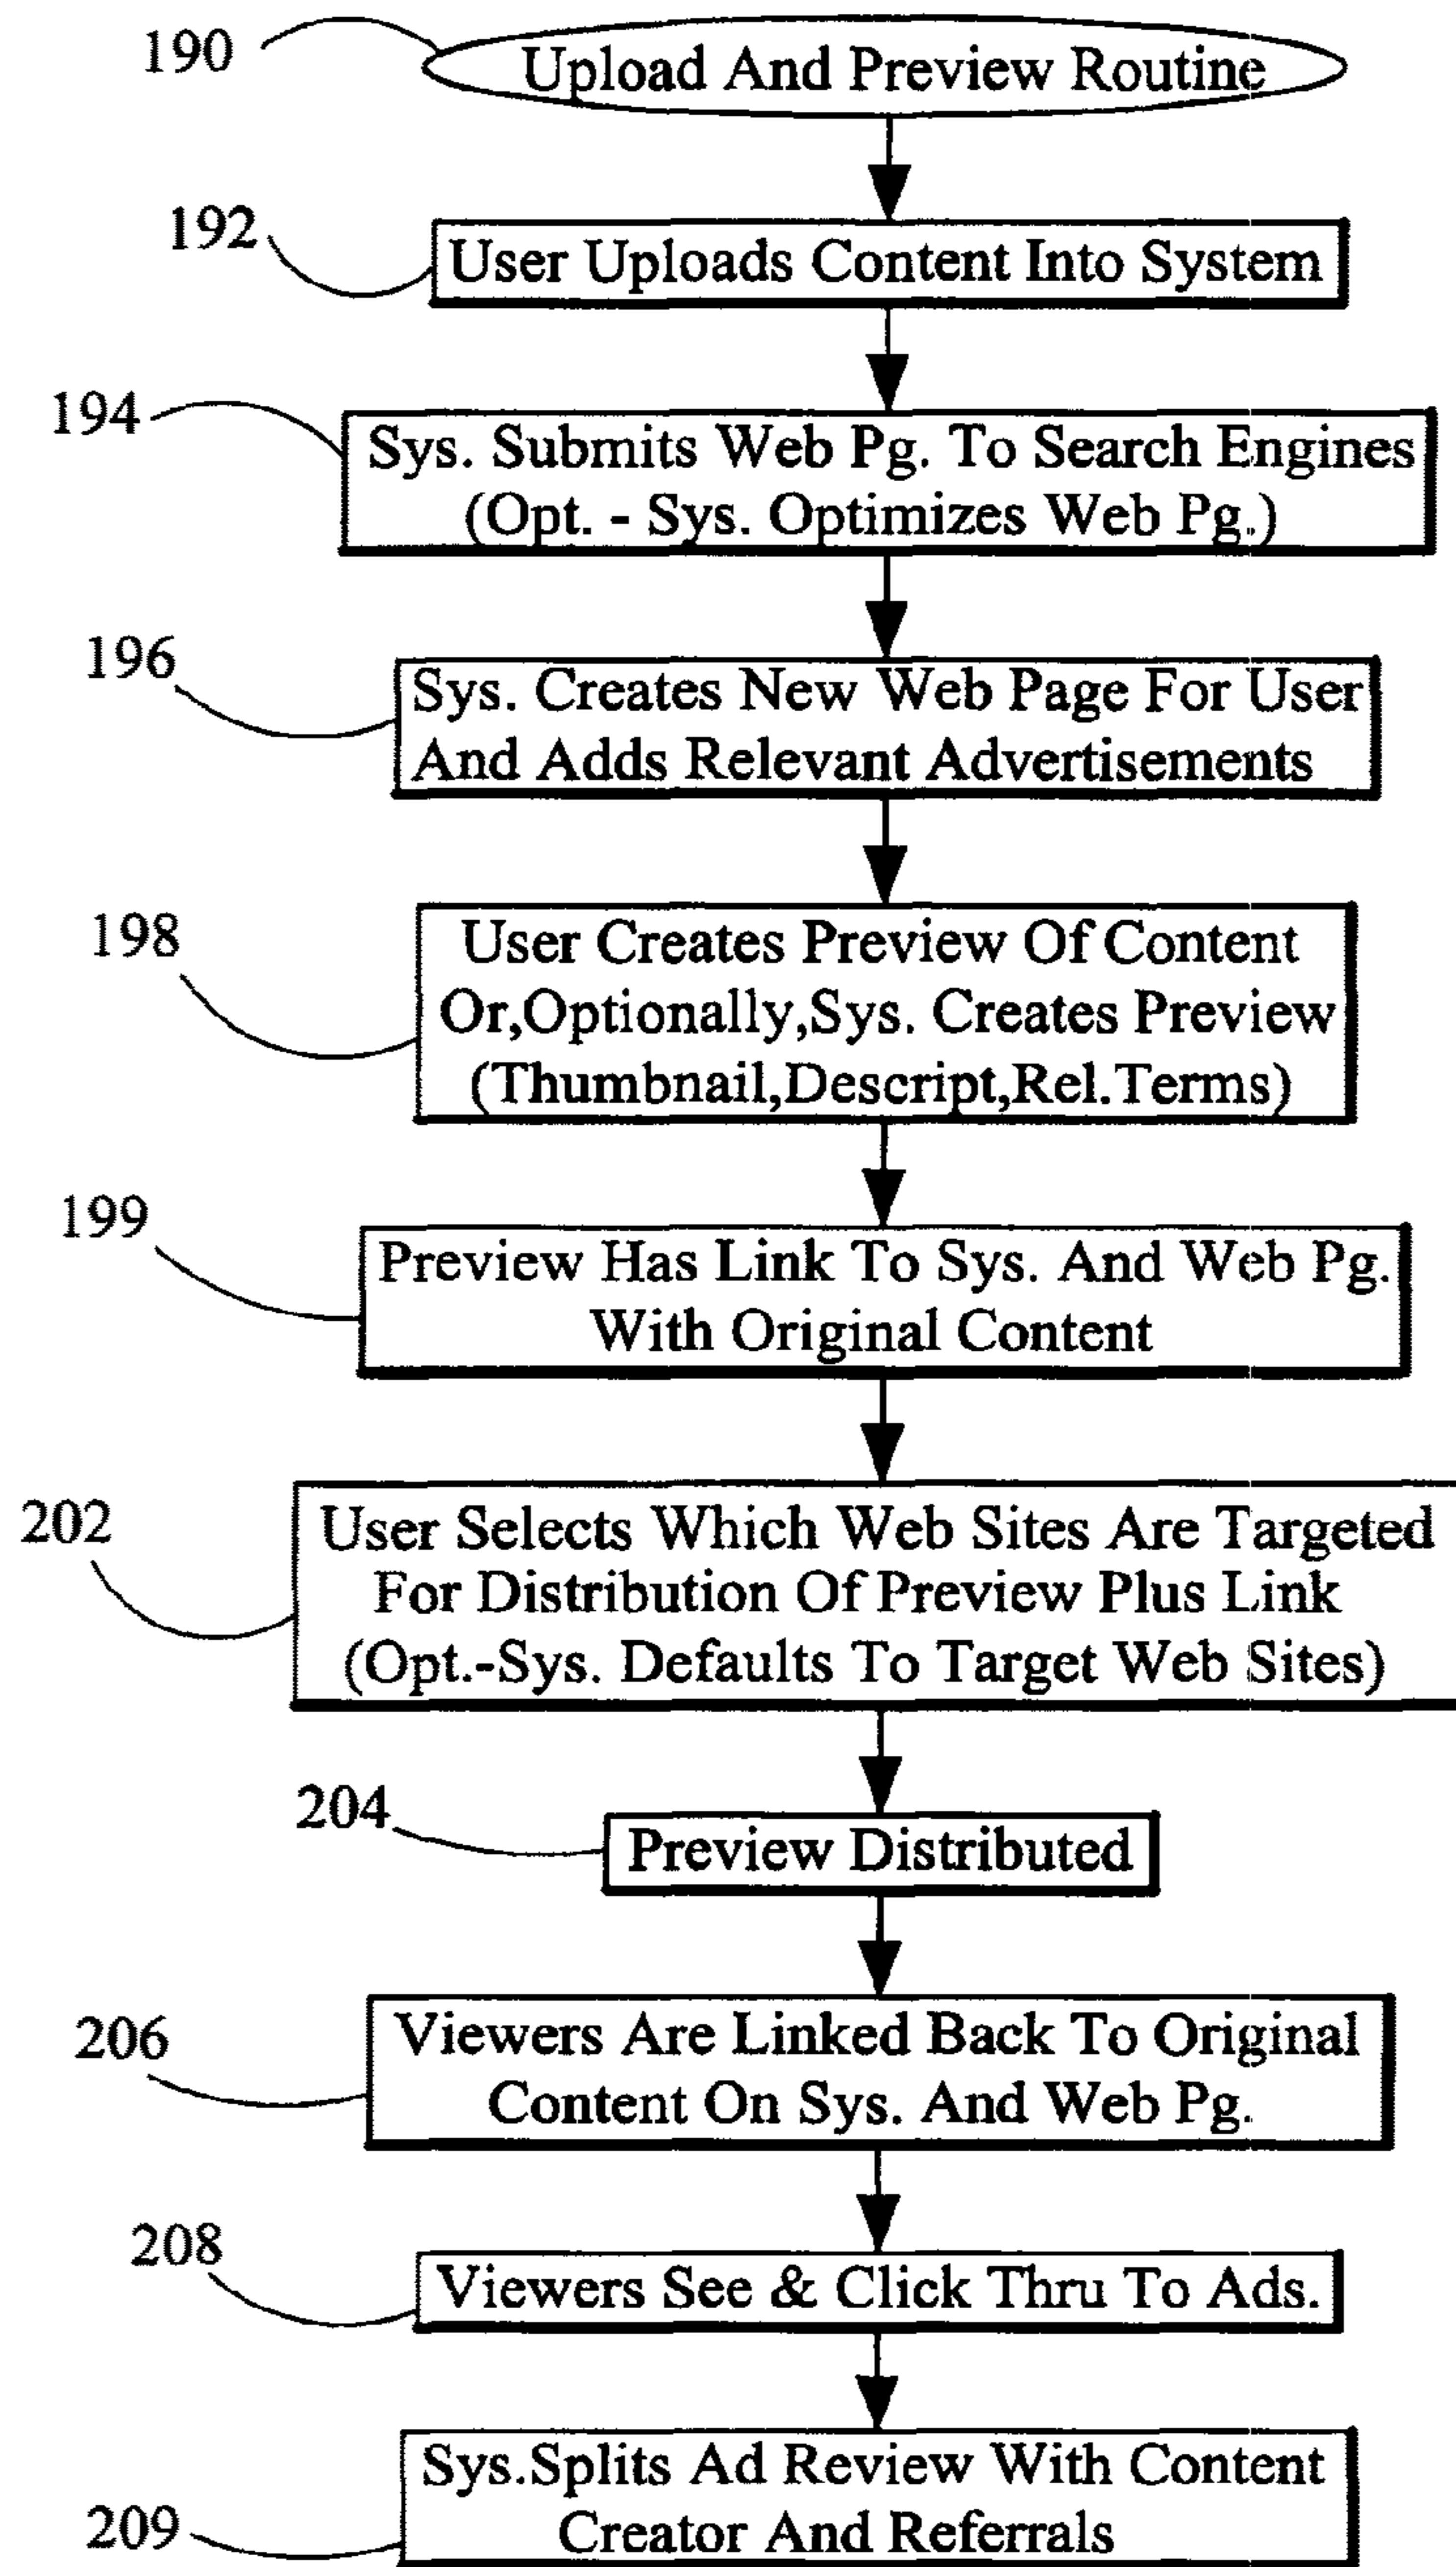 190
Upload And Preview Routine
192
User Uploads Content Into System
194
Sys. Submits Web Pg. To Search Engines
(Opt. - Sys. Optimizes Web Pg.)
196
Sys. Creates New Web Page For User
And Adds Relevant Advertisements
198
User Creates Preview Of Content
Or,Optionally,Sys. Creates Preview
(Thumbnail,Descript,Rel.Terms)
199
Preview Has Link To Sys. And Web Pg.
With Original Content
202
User Selects Which Web Sites Are Targeted
For Distribution Of Preview Plus Link
(Opt.-Sys. Defaults To Target Web Sites)
204
Preview Distributed
206
Viewers Are Linked Back To Original
Content On Sys. And Web Pg.
208
Viewers See & Click Thru To Ads.
209
Sys.Splits Ad Review With Content
Creator And Referrals